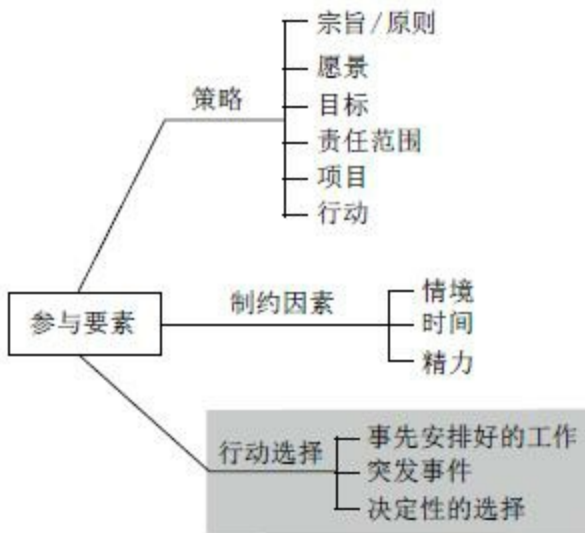 宗旨/原则
愿景
策略
目标
责任范围
项目
行动
参与要素
制约因素
情境
时间
精力
行动选择
事先安排好的工作
突发事件
决定性的选择